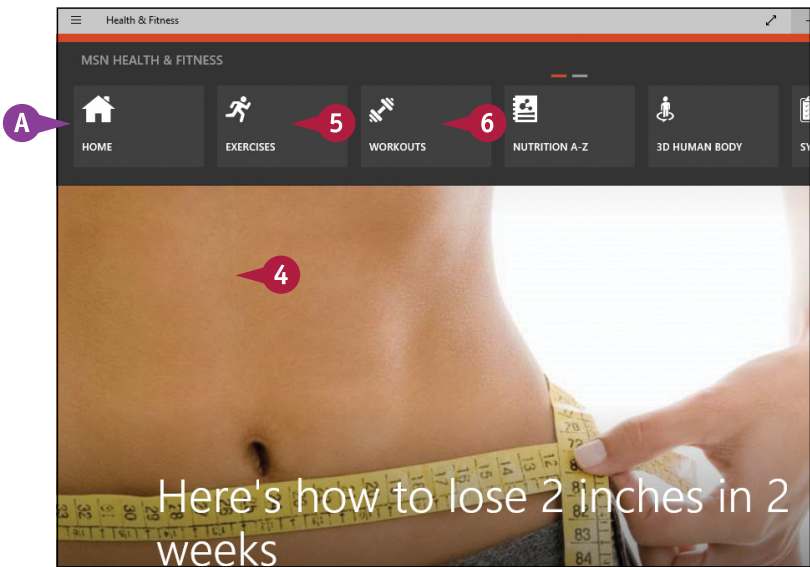 Health & Fitness
MSN HEALTH & FITNESS
A
5
6
HOME
EXERCISES
WORKOUTS
NUTRITION A-Z
3D HUMAN BODY
4
Here's how to lose 2 inches in 2
weeks